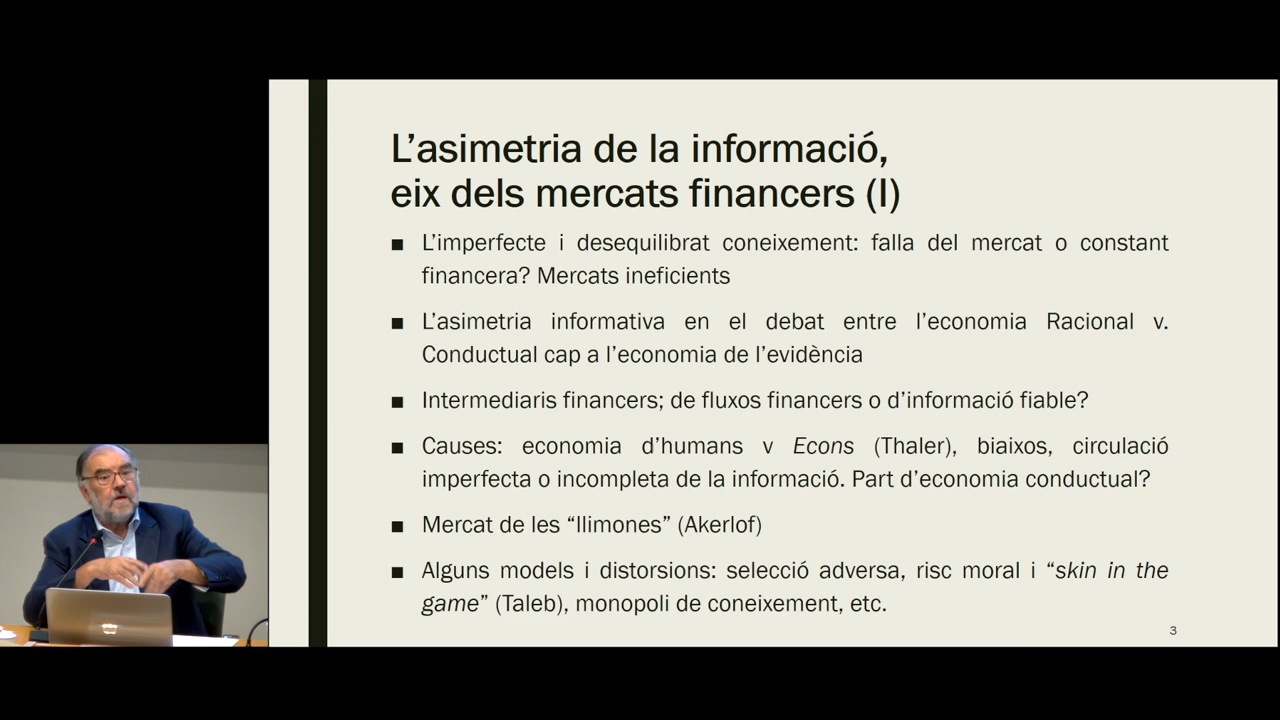 L’asimetria de la informació,
eix dels mercats financers (I)
■ L’imperfecte i desequilibrat coneixement: falla del mercat o constant
financera? Mercats ineficients
■ L’asimetria informativa en el debat entre l’economia Racional v.
Conductual cap a l’economia de l’evidència
■ Intermediaris financers; de fluxos financers o d’informació fiable?
■ Causes: economia d’humans v Econs (Thaler), biaixos, circulació
imperfecta o incompleta de la informació. Part d’economia conductual?
■ Mercat de les “llimones” (Akerlof)
■ Alguns models i distorsions: selecció adversa, risc moral i “skin in the
game” (Taleb), monopoli de coneixement, etc.
3